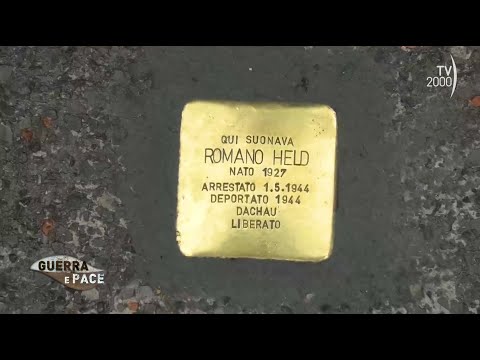 TV
2000
QUI SUONAVA
ROMANO HELD
NATO 1927
ARRESTATO 1.5.1944
DEPORTATO 1944
DACHAU
LIBERATO
GUERRA
E PACE